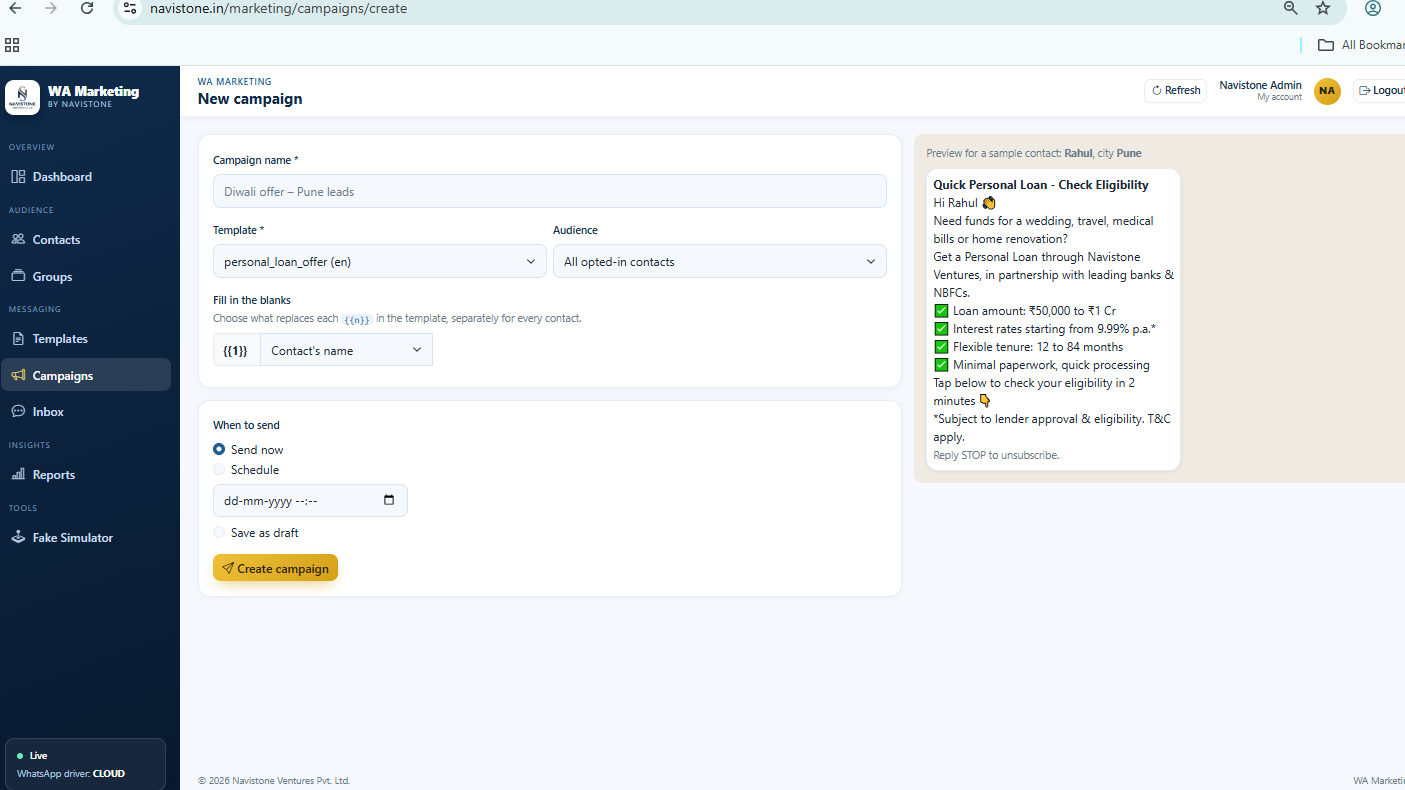 navistone.in/marketing/campaigns/create
All Bookmar
NAVISTONE
WA Marketing
BY NAVISTONE
OVERVIEW
Dashboard
AUDIENCE
Contacts
Groups
MESSAGING
Templates
Campaigns
Inbox
INSIGHTS
Reports
TOOLS
Fake Simulator
Live
WhatsApp driver: CLOUD
WA MARKETING
New campaign
Refresh
Navistone Admin
My account
NA
Logout
Campaign name *
Diwali offer – Pune leads
Template *
Audience
personal_loan_offer (en)
All opted-in contacts
Fill in the blanks
Choose what replaces each {{n}} in the template, separately for every contact.
{{1}}
Contact's name
When to send
Send now
Schedule
dd-mm-yyyy --:--
Save as draft
Create campaign
Preview for a sample contact: Rahul, city Pune
Quick Personal Loan - Check Eligibility
Hi Rahul 👋
Need funds for a wedding, travel, medical
bills or home renovation?
Get a Personal Loan through Navistone
Ventures, in partnership with leading banks &
NBFCs.
✅ Loan amount: ₹50,000 to ₹1 Cr
✅ Interest rates starting from 9.99% p.a.*
✅ Flexible tenure: 12 to 84 months
✅ Minimal paperwork, quick processing
Tap below to check your eligibility in 2
minutes 👇
*Subject to lender approval & eligibility. T&C
apply.
Reply STOP to unsubscribe.
© 2026 Navistone Ventures Pvt. Ltd.
WA Marketin